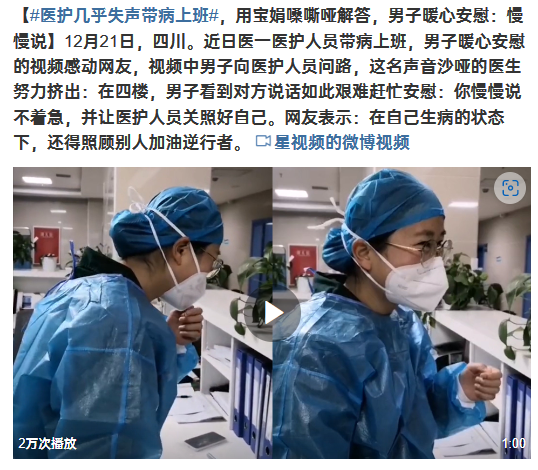 【#医护几乎失声带病上班#，用宝娟嗓嘶哑解答，男子暖心安慰：慢
慢说】12月21日，四川。近日医一医护人员带病上班，男子暖心安慰
的视频感动网友，视频中男子向医护人员问路，这名声音沙哑的医生
努力挤出：在四楼，男子看到对方说话如此艰难赶忙安慰：你慢慢说
不着急，并让医护人员关照好自己。网友表示：在自己生病的状态
下，还得照顾别人加油逆行者。 星视频的微博视频
2万次播放
1:00